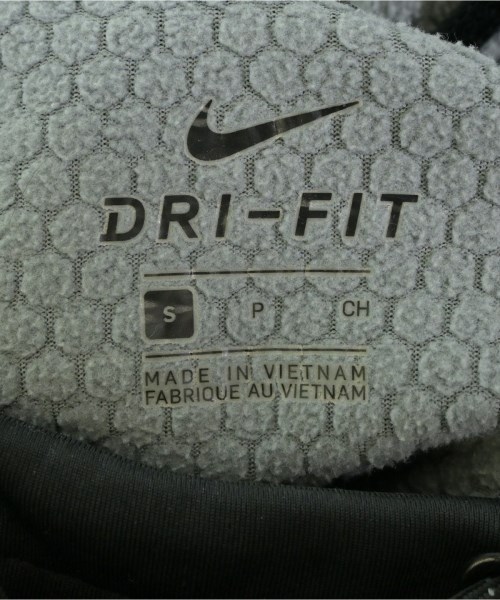 DRI-FIT
S P CH
MADE IN VIETNAM
FABRIQUE AU VIETNAM